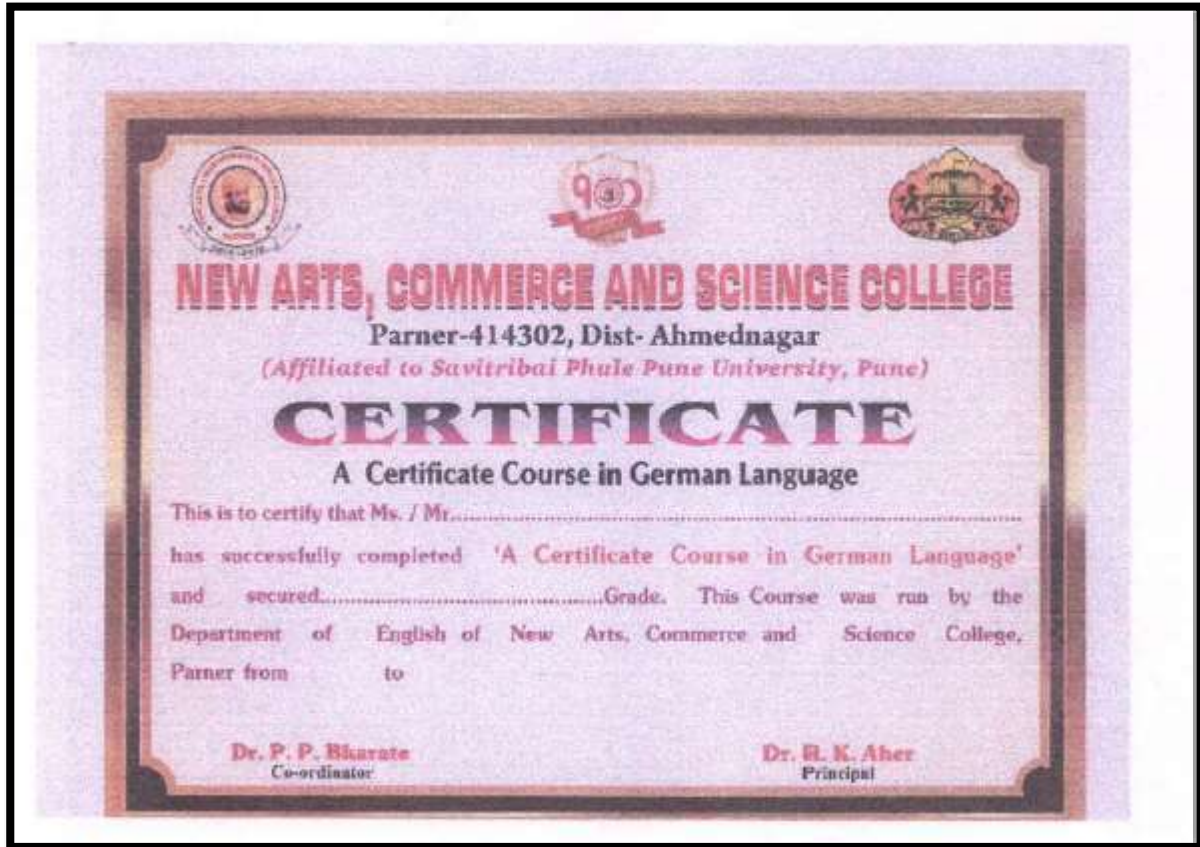 NEW ARTS, COMMERCE AND SCIENCE COLLEGE
Parner-414302, Dist- Ahmednagar
(Affiliated to Savitribai Phule Pune University, Pune)
CERTIFICATE
A Certificate Course in German Language
This is to certify that Ms. / Mr..............................................................................................................
has successfully completed 'A Certificate Course in German Language'
and secured...............................................Grade. This Course was run by the
Department of English of New Arts, Commerce and Science College,
Parner from to
Dr. P. P. Bharate Dr. R. K. Aher
Co-ordinator Principal